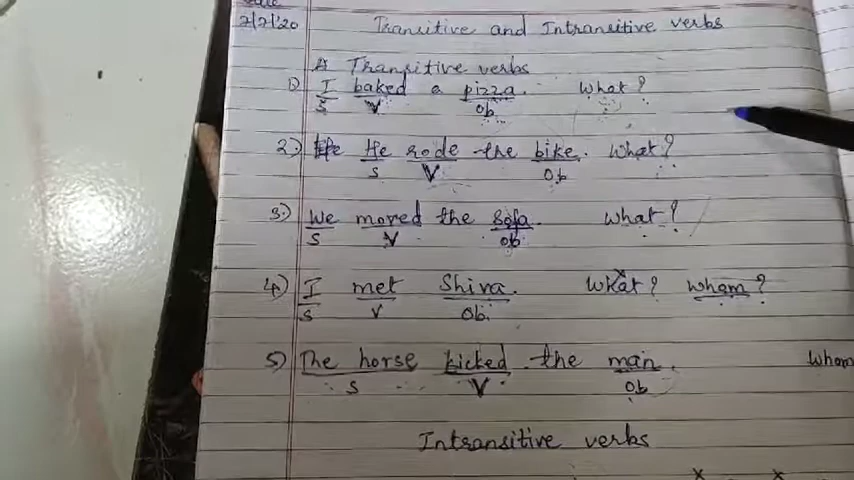 2/7/'20 Transitive and Intransitive verbs
A Transitive verbs
1) I baked a pizza. What?
S V Ob
2.) He rode the bike. What?
S V Ob
3.) We moved the sofa. What?
S V Ob
4.) I met Shiva. What? whom?
S V Ob.
5.) The horse kicked the man. Whom
S V Ob
Intransitive verbs
x x